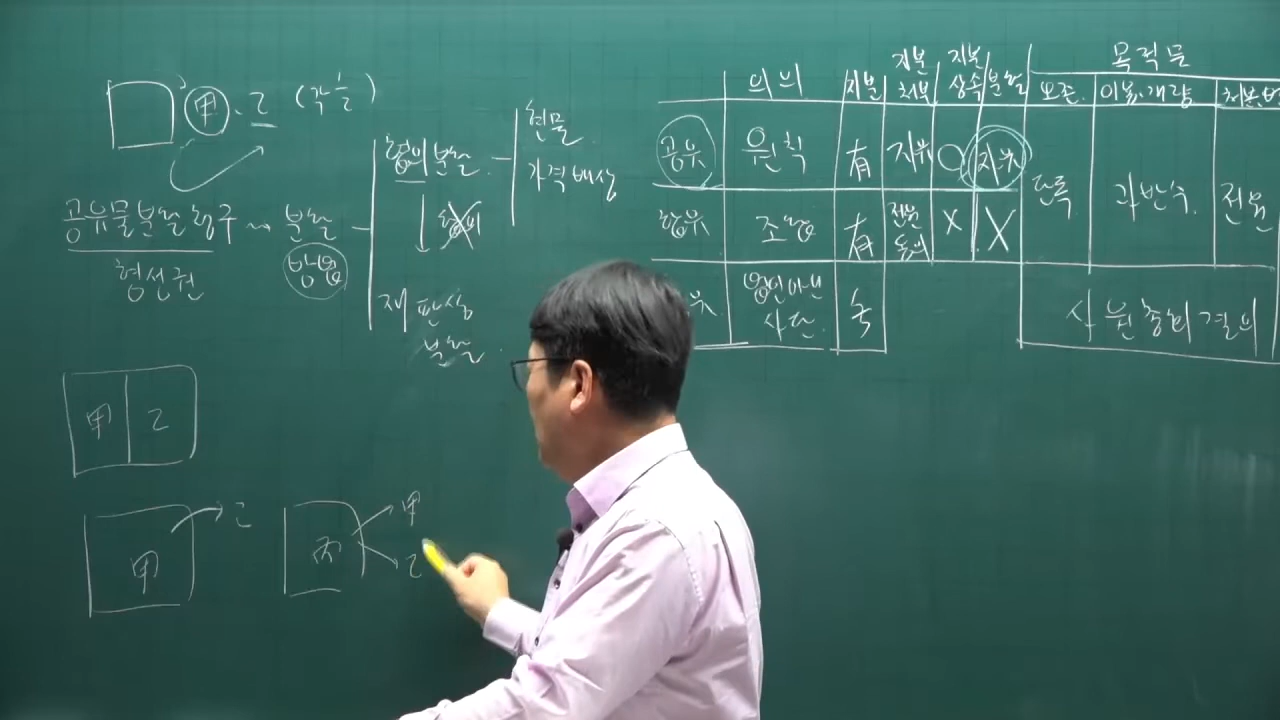 甲, 乙 (각 ½)
공유물분할청구 → 분할
형성권
방법
협의분할
협의
재판상
분할
현물
가격배상
甲 乙
甲 乙
丙 甲
乙
의의 지분 지분처분 지분상속 분할 목적물
보존 이용, 개량 처분, 변
공유 원칙 有 자유 O 자유 단독 과반수 전원
합유 조합 有 전원동의 X X
유 법인아닌사단 無 사원총회결의